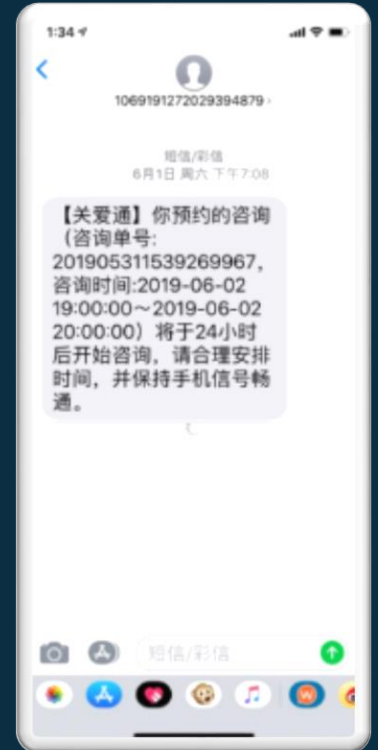 1:34
1069191272029394879 >
短信/彩信
6月1日 周六 下午7:08
【关爱通】你预约的咨询
（咨询单号:
201905311539269967，
咨询时间:2019-06-02
19:00:00～2019-06-02
20:00:00）将于24小时
后开始咨询，请合理安排
时间，并保持手机信号畅
通。
短信/彩信